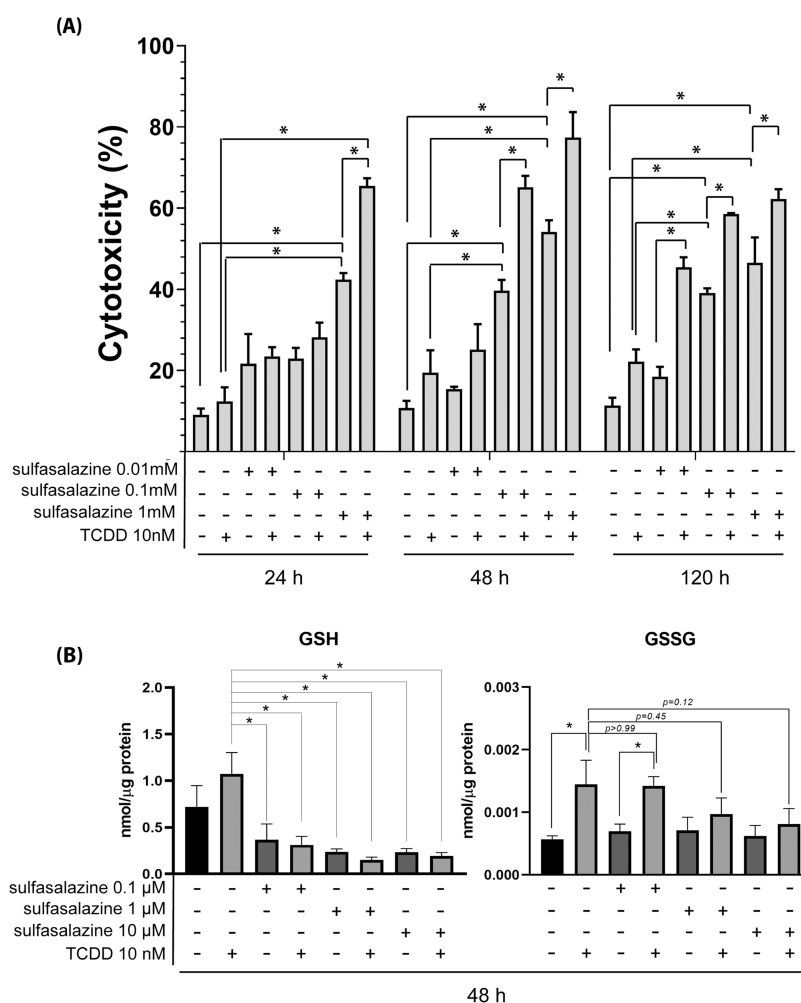 (A)
Cytotoxicity (%)
100
80
60
40
20
* * * * * * * * * * * * * * * *
sulfasalazine 0.01mM - - + + - - - - - - + + - - - - - - + + - - - -
sulfasalazine 0.1mM - - - - + + - - - - - - + + - - - - - - + + - -
sulfasalazine 1mM - - - - - - + + - - - - - - + + - - - - - - + +
TCDD 10nM - + - + - + - + - + - + - + - + - + - + - + - +
24 h 48 h 120 h
(B)
GSH
nmol/µg protein
2.0
1.5
1.0
0.5
0.0
* * * * * *
GSSG
nmol/µg protein
0.003
0.002
0.001
0.000
p=0.12
p=0.45
p>0.99
* *
sulfasalazine 0.1 µM - - + + - - - - - - + + - - - -
sulfasalazine 1 µM - - - - + + - - - - - - + + - -
sulfasalazine 10 µM - - - - - - + + - - - - - - + +
TCDD 10 nM - + - + - + - + - + - + - + - +
48 h